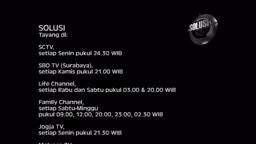 SOLUSI
SOLUSI
Tayang di:
SCTV,
setiap Senin pukul 24.30 WIB
SBO TV (Surabaya),
setiap Kamis pukul 21.00 WIB
Life Channel,
setiap Rabu dan Sabtu pukul 03.00 & 20.00 WIB
Family Channel,
setiap Sabtu-Minggu
pukul 09.00, 12.00, 20.00, 23.00, 02.30 WIB
Jogja TV,
setiap Senin pukul 21.30 WIB